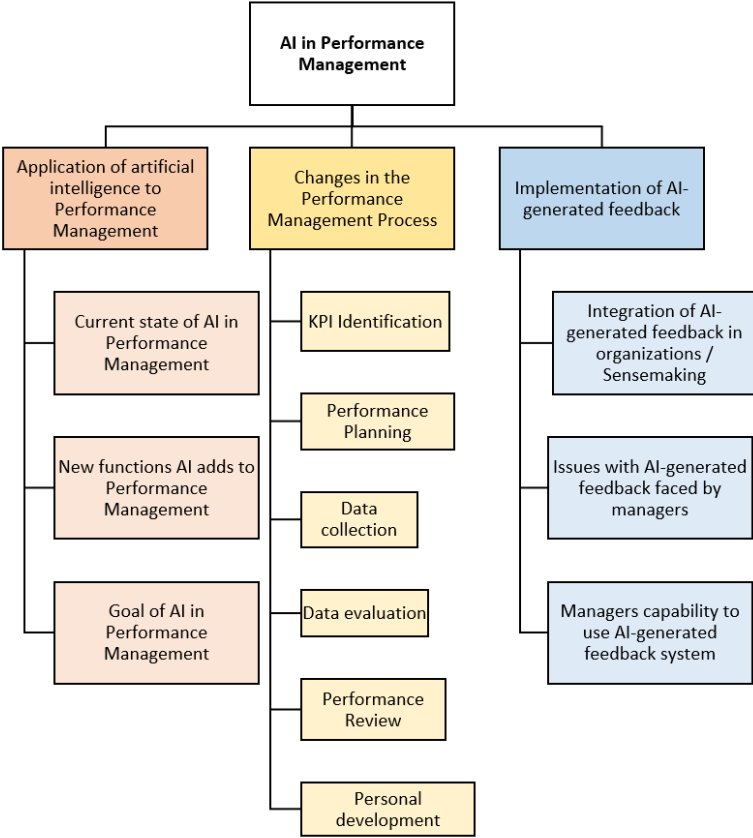 AI in Performance
Management
Application of artificial
intelligence to
Performance
Management
Changes in the
Performance
Management Process
Implementation of AI-
generated feedback
Current state of AI in
Performance
Management
New functions AI adds to
Performance
Management
Goal of AI in
Performance
Management
KPI Identification
Performance
Planning
Data
collection
Data evaluation
Performance
Review
Personal
development
Integration of AI-
generated feedback in
organizations /
Sensemaking
Issues with AI-generated
feedback faced by
managers
Managers capability to
use AI-generated
feedback system